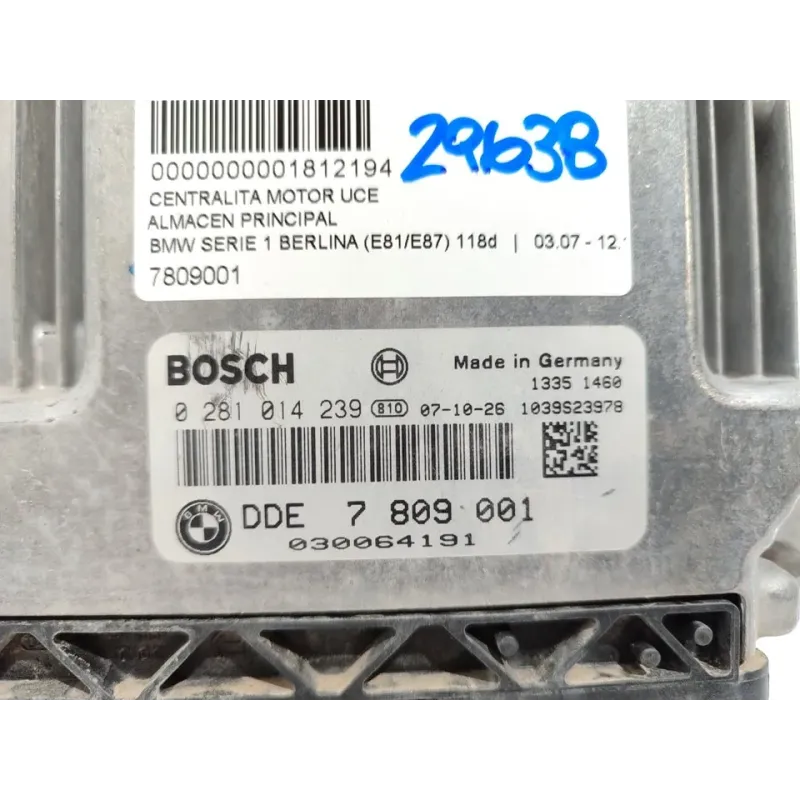 0000000001812194 29638
CENTRALITA MOTOR UCE
ALMACEN PRINCIPAL
BMW SERIE 1 BERLINA (E81/E87) 118d | 03.07 - 12.
7809001
BOSCH Made in Germany
1335 1460
0 281 014 239 810 07-10-26 1039S23978
BMW DDE 7 809 001
030064191